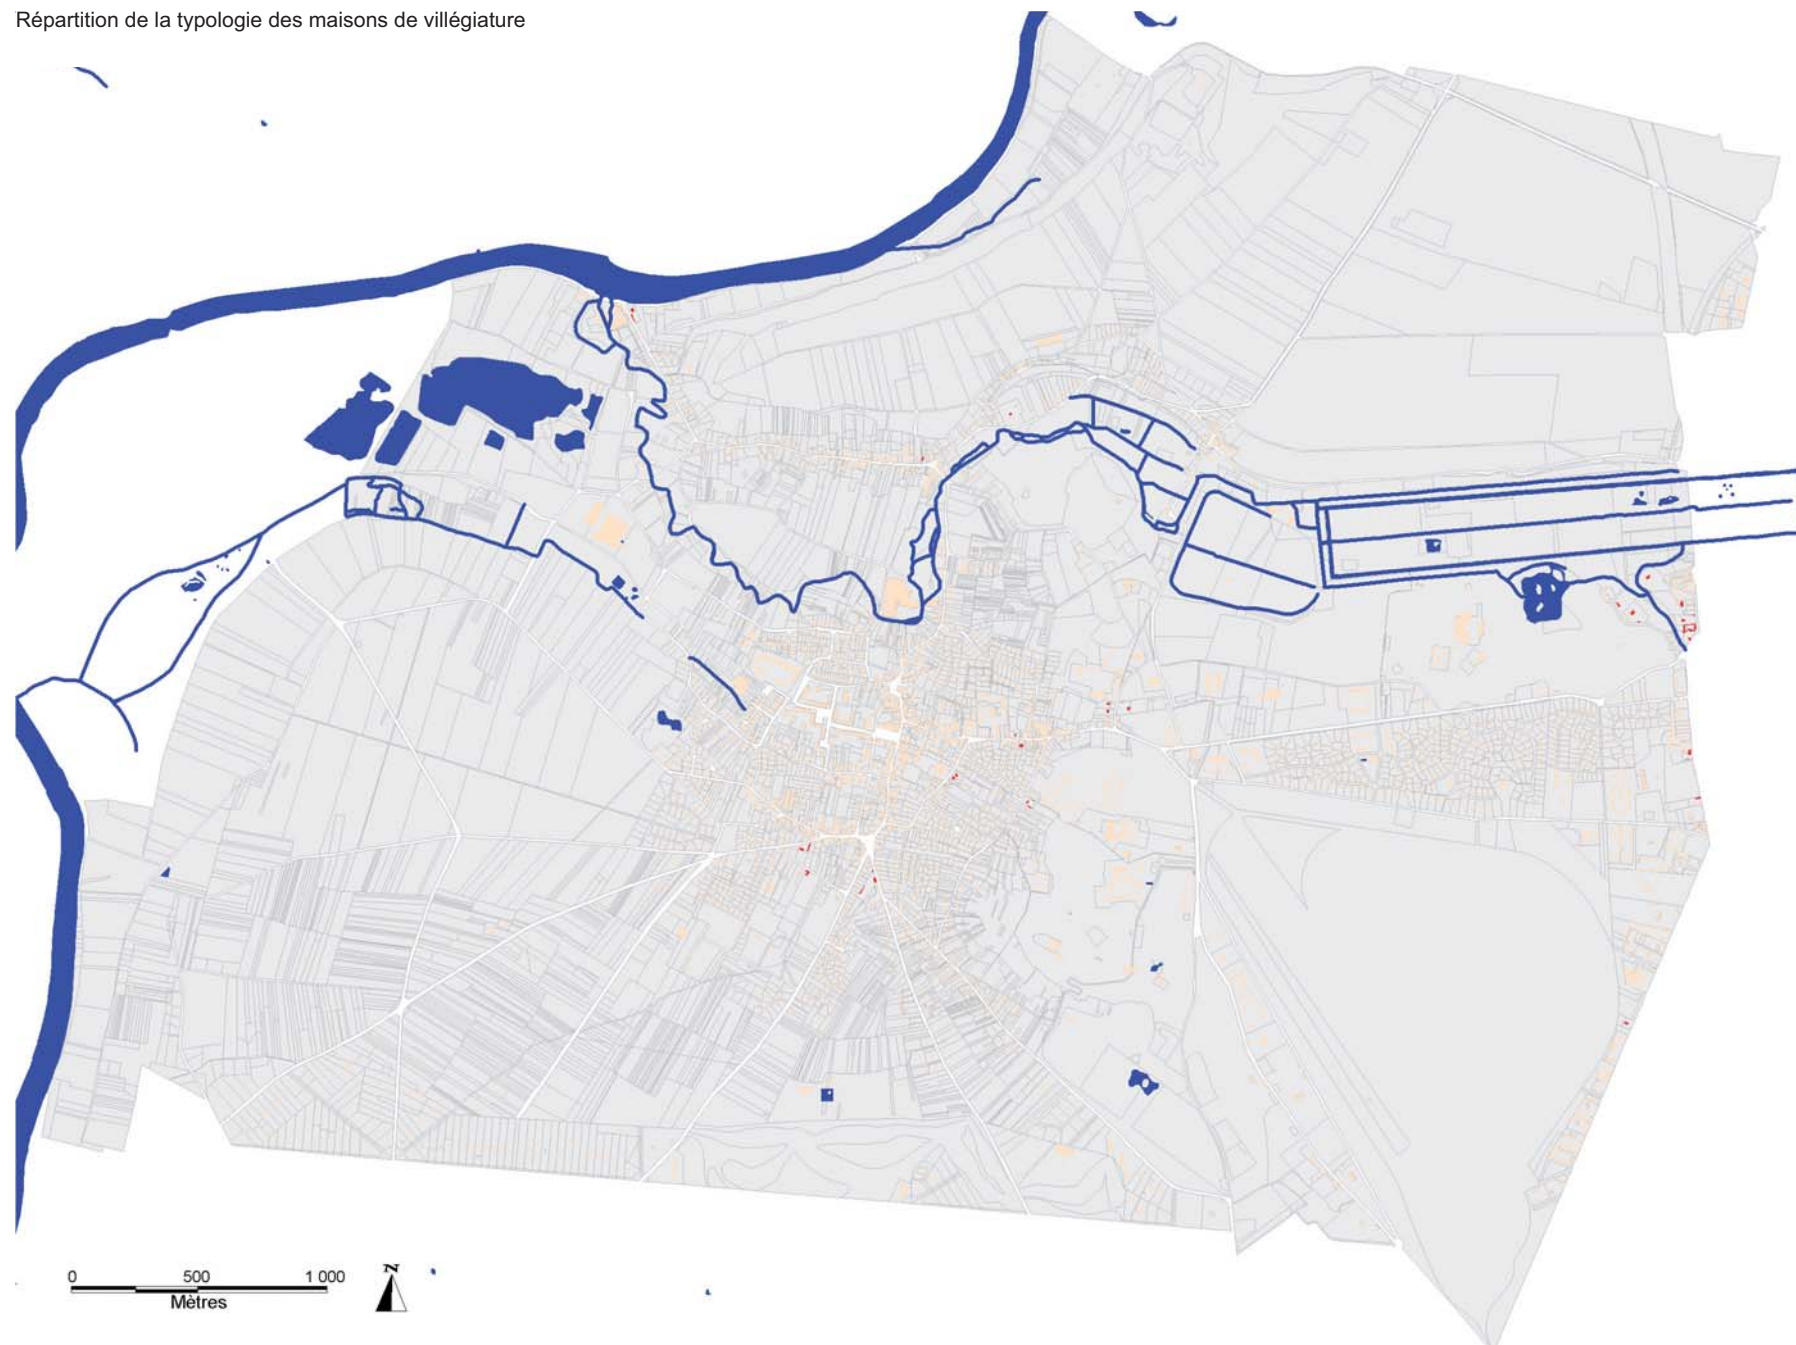 Répartition de la typologie des maisons de villégiature
0 500 1 000
Mètres
N